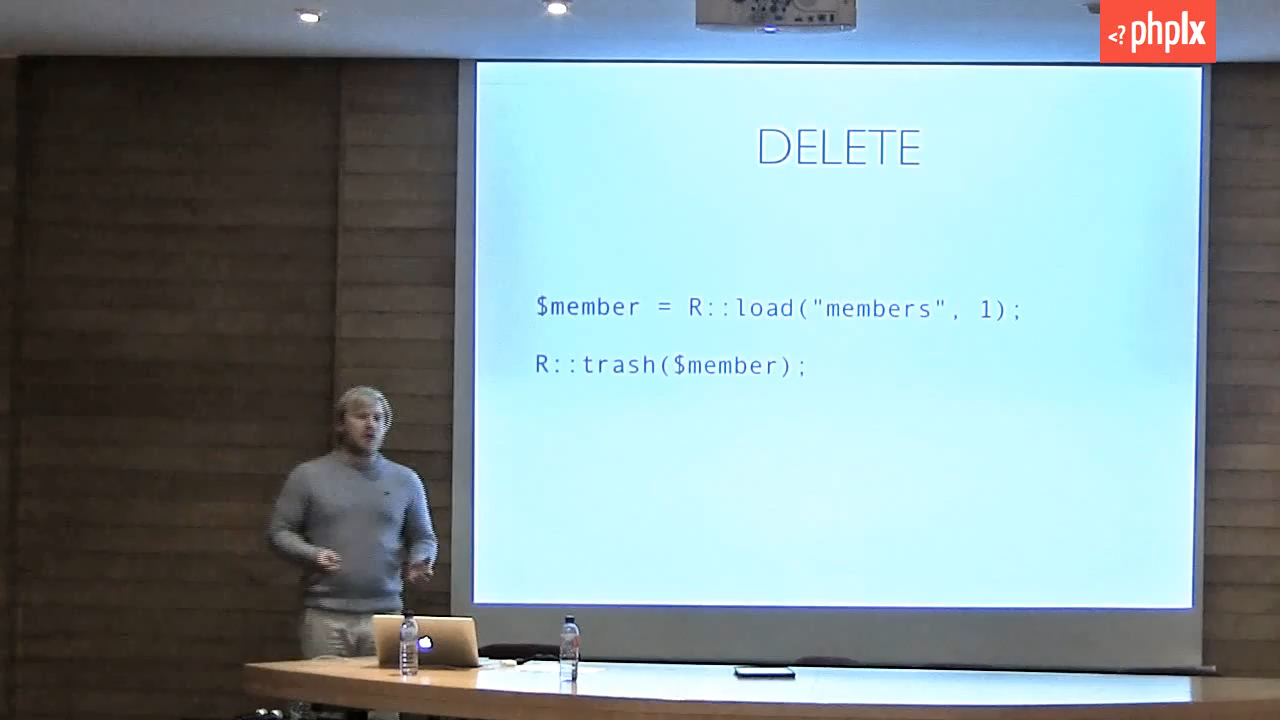 <? phplx
DELETE
$member = R::load("members", 1);
R::trash($member);